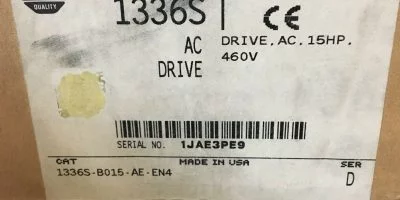 QUALITY
1336S
CE
AC
DRIVE
DRIVE, AC, 15HP,
460V
SERIAL NO. 1JAE3PE9
CAT MADE IN USA SER
1336S-B015-AE-EN4 D